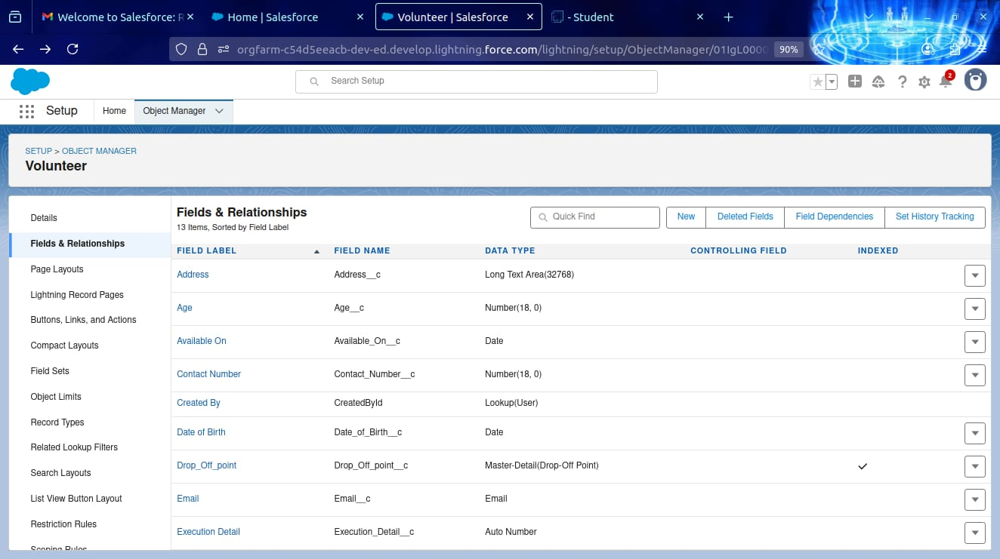 Welcome to Salesforce: R
Home | Salesforce
Volunteer | Salesforce
- Student
orgfarm-c54d5eeacb-dev-ed.develop.lightning.force.com/lightning/setup/ObjectManager/01IgL0000
90%
Search Setup
2
Setup
Home
Object Manager
SETUP > OBJECT MANAGER
Volunteer
Details
Fields & Relationships
Page Layouts
Lightning Record Pages
Buttons, Links, and Actions
Compact Layouts
Field Sets
Object Limits
Record Types
Related Lookup Filters
Search Layouts
List View Button Layout
Restriction Rules
Scoping Rules
Fields & Relationships
13 Items, Sorted by Field Label
Quick Find
New
Deleted Fields
Field Dependencies
Set History Tracking
FIELD LABEL FIELD NAME DATA TYPE CONTROLLING FIELD INDEXED
Address Address__c Long Text Area(32768)
Age Age__c Number(18, 0)
Available On Available_On__c Date
Contact Number Contact_Number__c Number(18, 0)
Created By CreatedById Lookup(User)
Date of Birth Date_of_Birth__c Date
Drop_Off_point Drop_Off_point__c Master-Detail(Drop-Off Point)
Email Email__c Email
Execution Detail Execution_Detail__c Auto Number